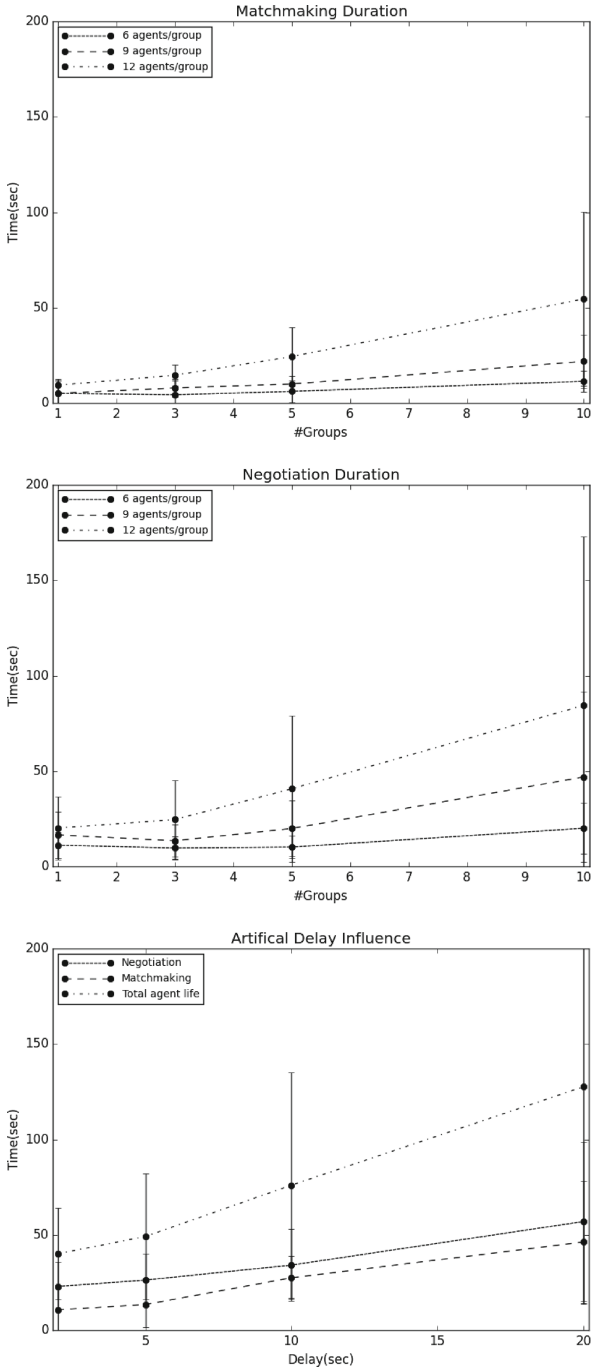 Matchmaking Duration
200
6 agents/group
9 agents/group
12 agents/group
150
Time(sec)
100
50
0
1 2 3 4 5 6 7 8 9 10
#Groups
Negotiation Duration
200
6 agents/group
9 agents/group
12 agents/group
150
Time(sec)
100
50
0
1 2 3 4 5 6 7 8 9 10
#Groups
Artifical Delay Influence
200
Negotiation
Matchmaking
Total agent life
150
Time(sec)
100
50
0
5 10 15 20
Delay(sec)